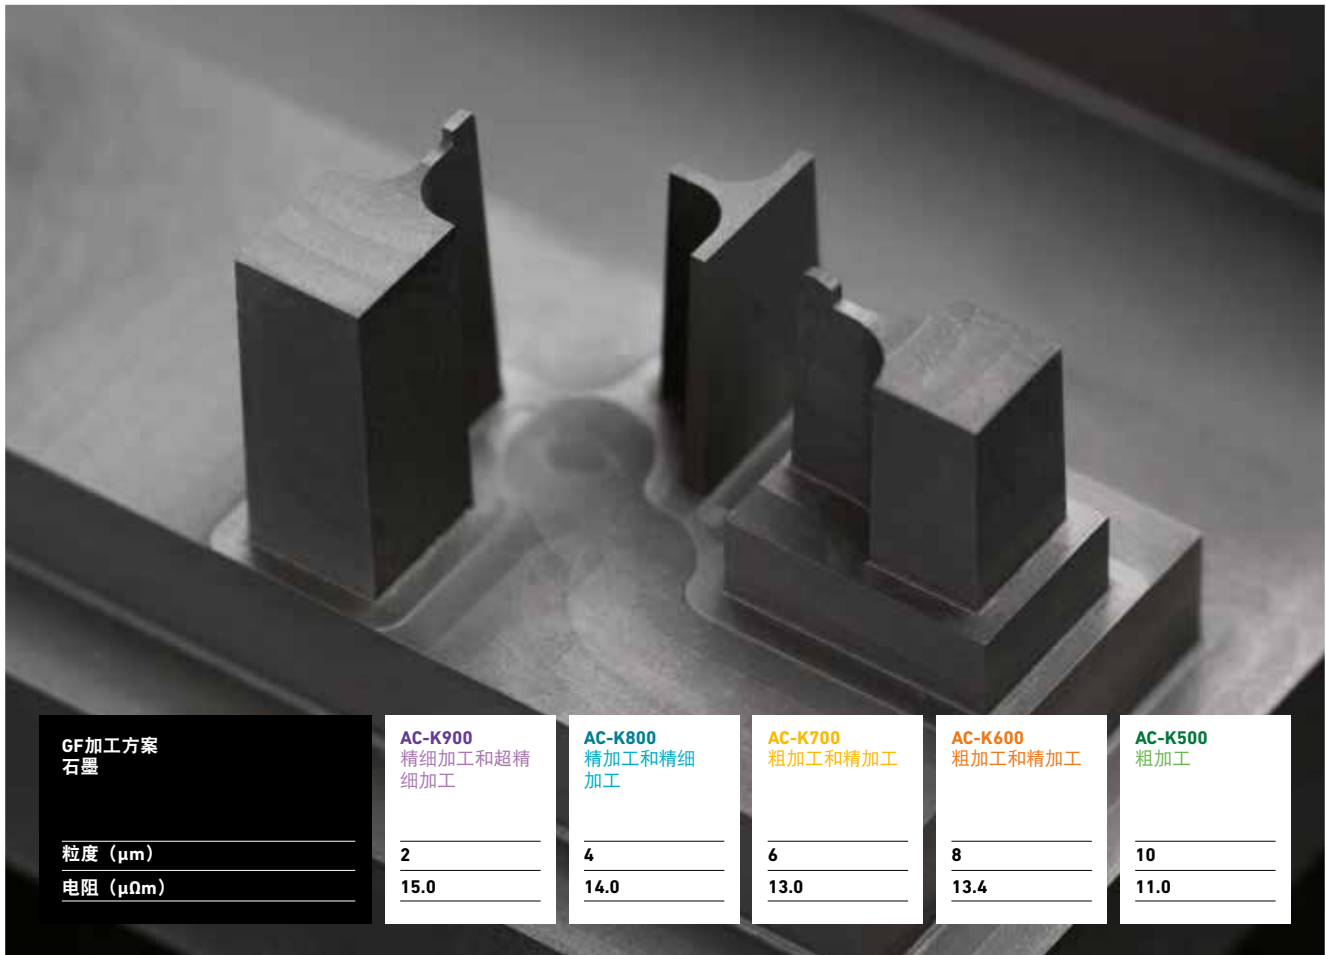 GF加工方案
石墨
粒度（μm）
电阻（μΩm）
AC-K900
精细加工和超精
细加工
2
15.0
AC-K800
精加工和精细
加工
4
14.0
AC-K700
粗加工和精加工
6
13.0
AC-K600
粗加工和精加工
8
13.4
AC-K500
粗加工
10
11.0